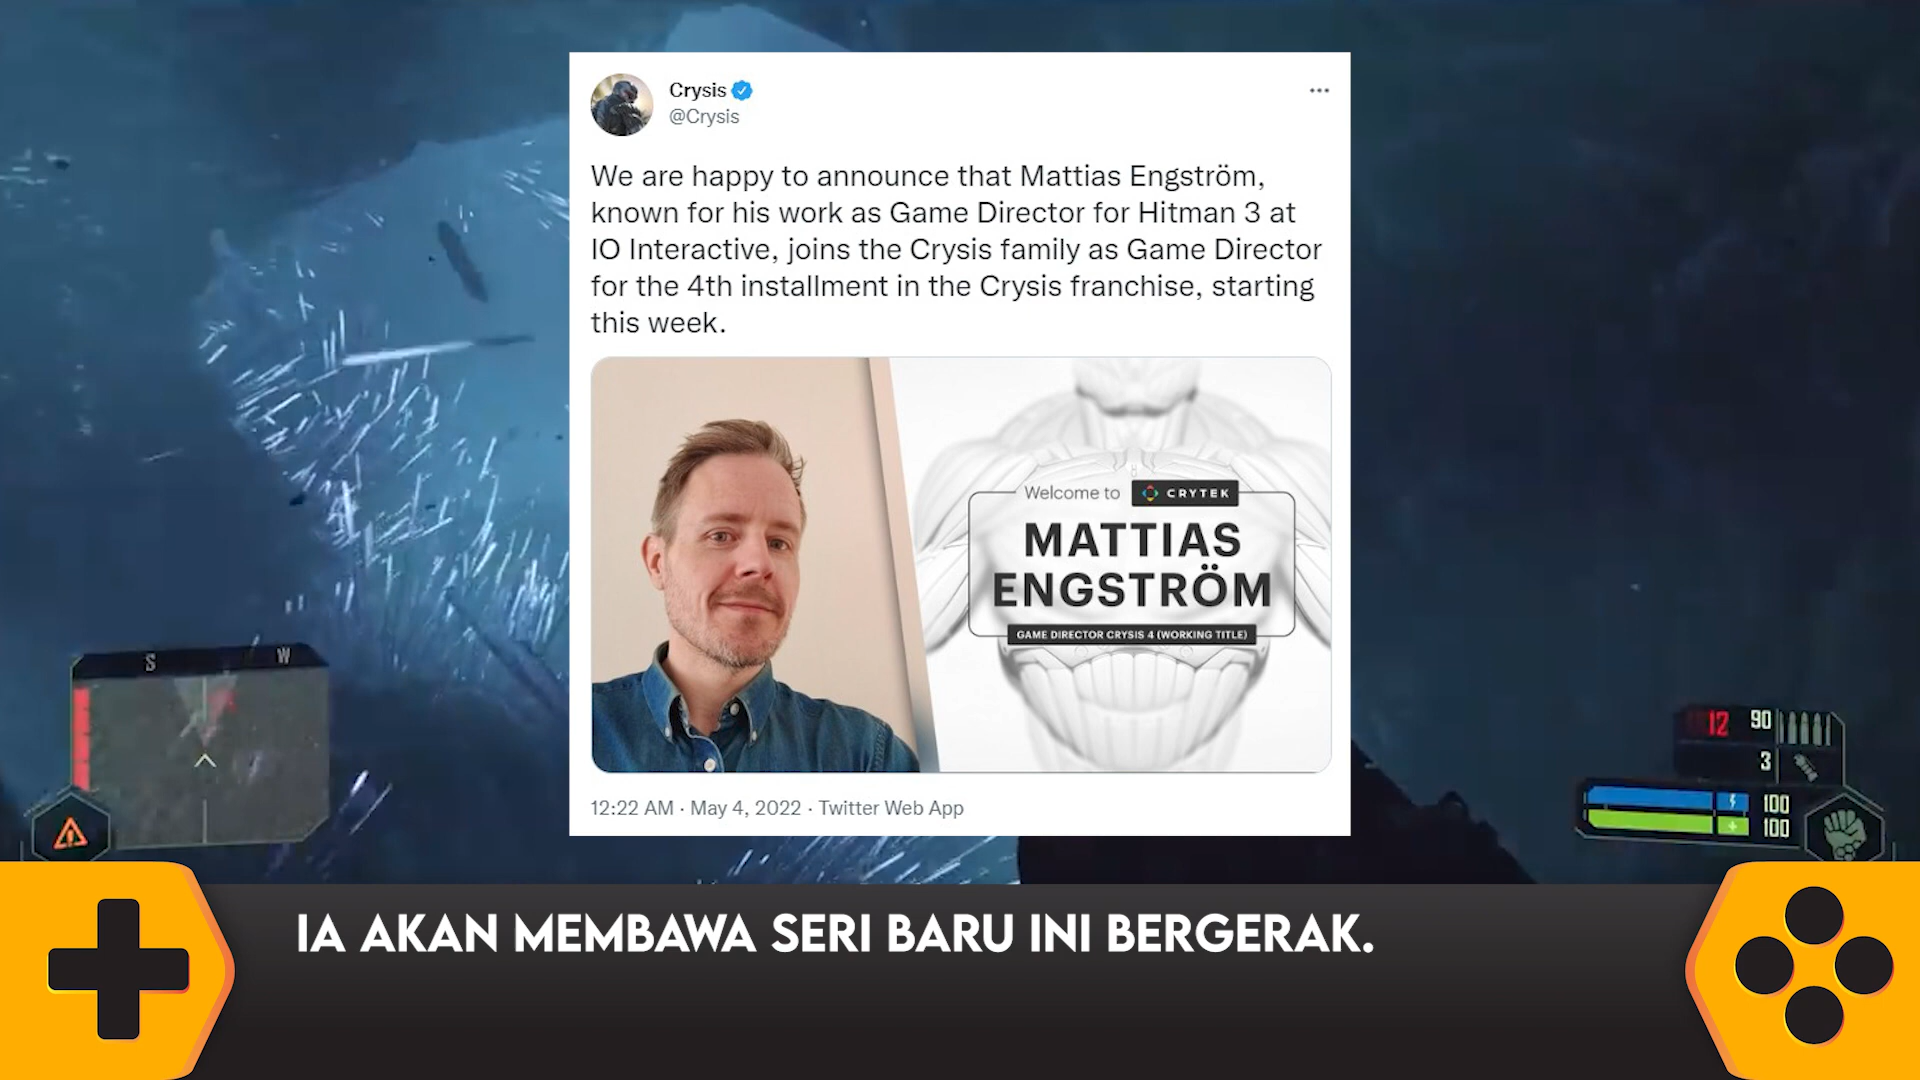 Crysis
@Crysis
We are happy to announce that Mattias Engström,
known for his work as Game Director for Hitman 3 at
IO Interactive, joins the Crysis family as Game Director
for the 4th installment in the Crysis franchise, starting
this week.
Welcome to CRYTEK
MATTIAS
ENGSTRÖM
GAME DIRECTOR CRYSIS 4 (WORKING TITLE)
12:22 AM · May 4, 2022 · Twitter Web App
S W
12 90
3
100
100
IA AKAN MEMBAWA SERI BARU INI BERGERAK.